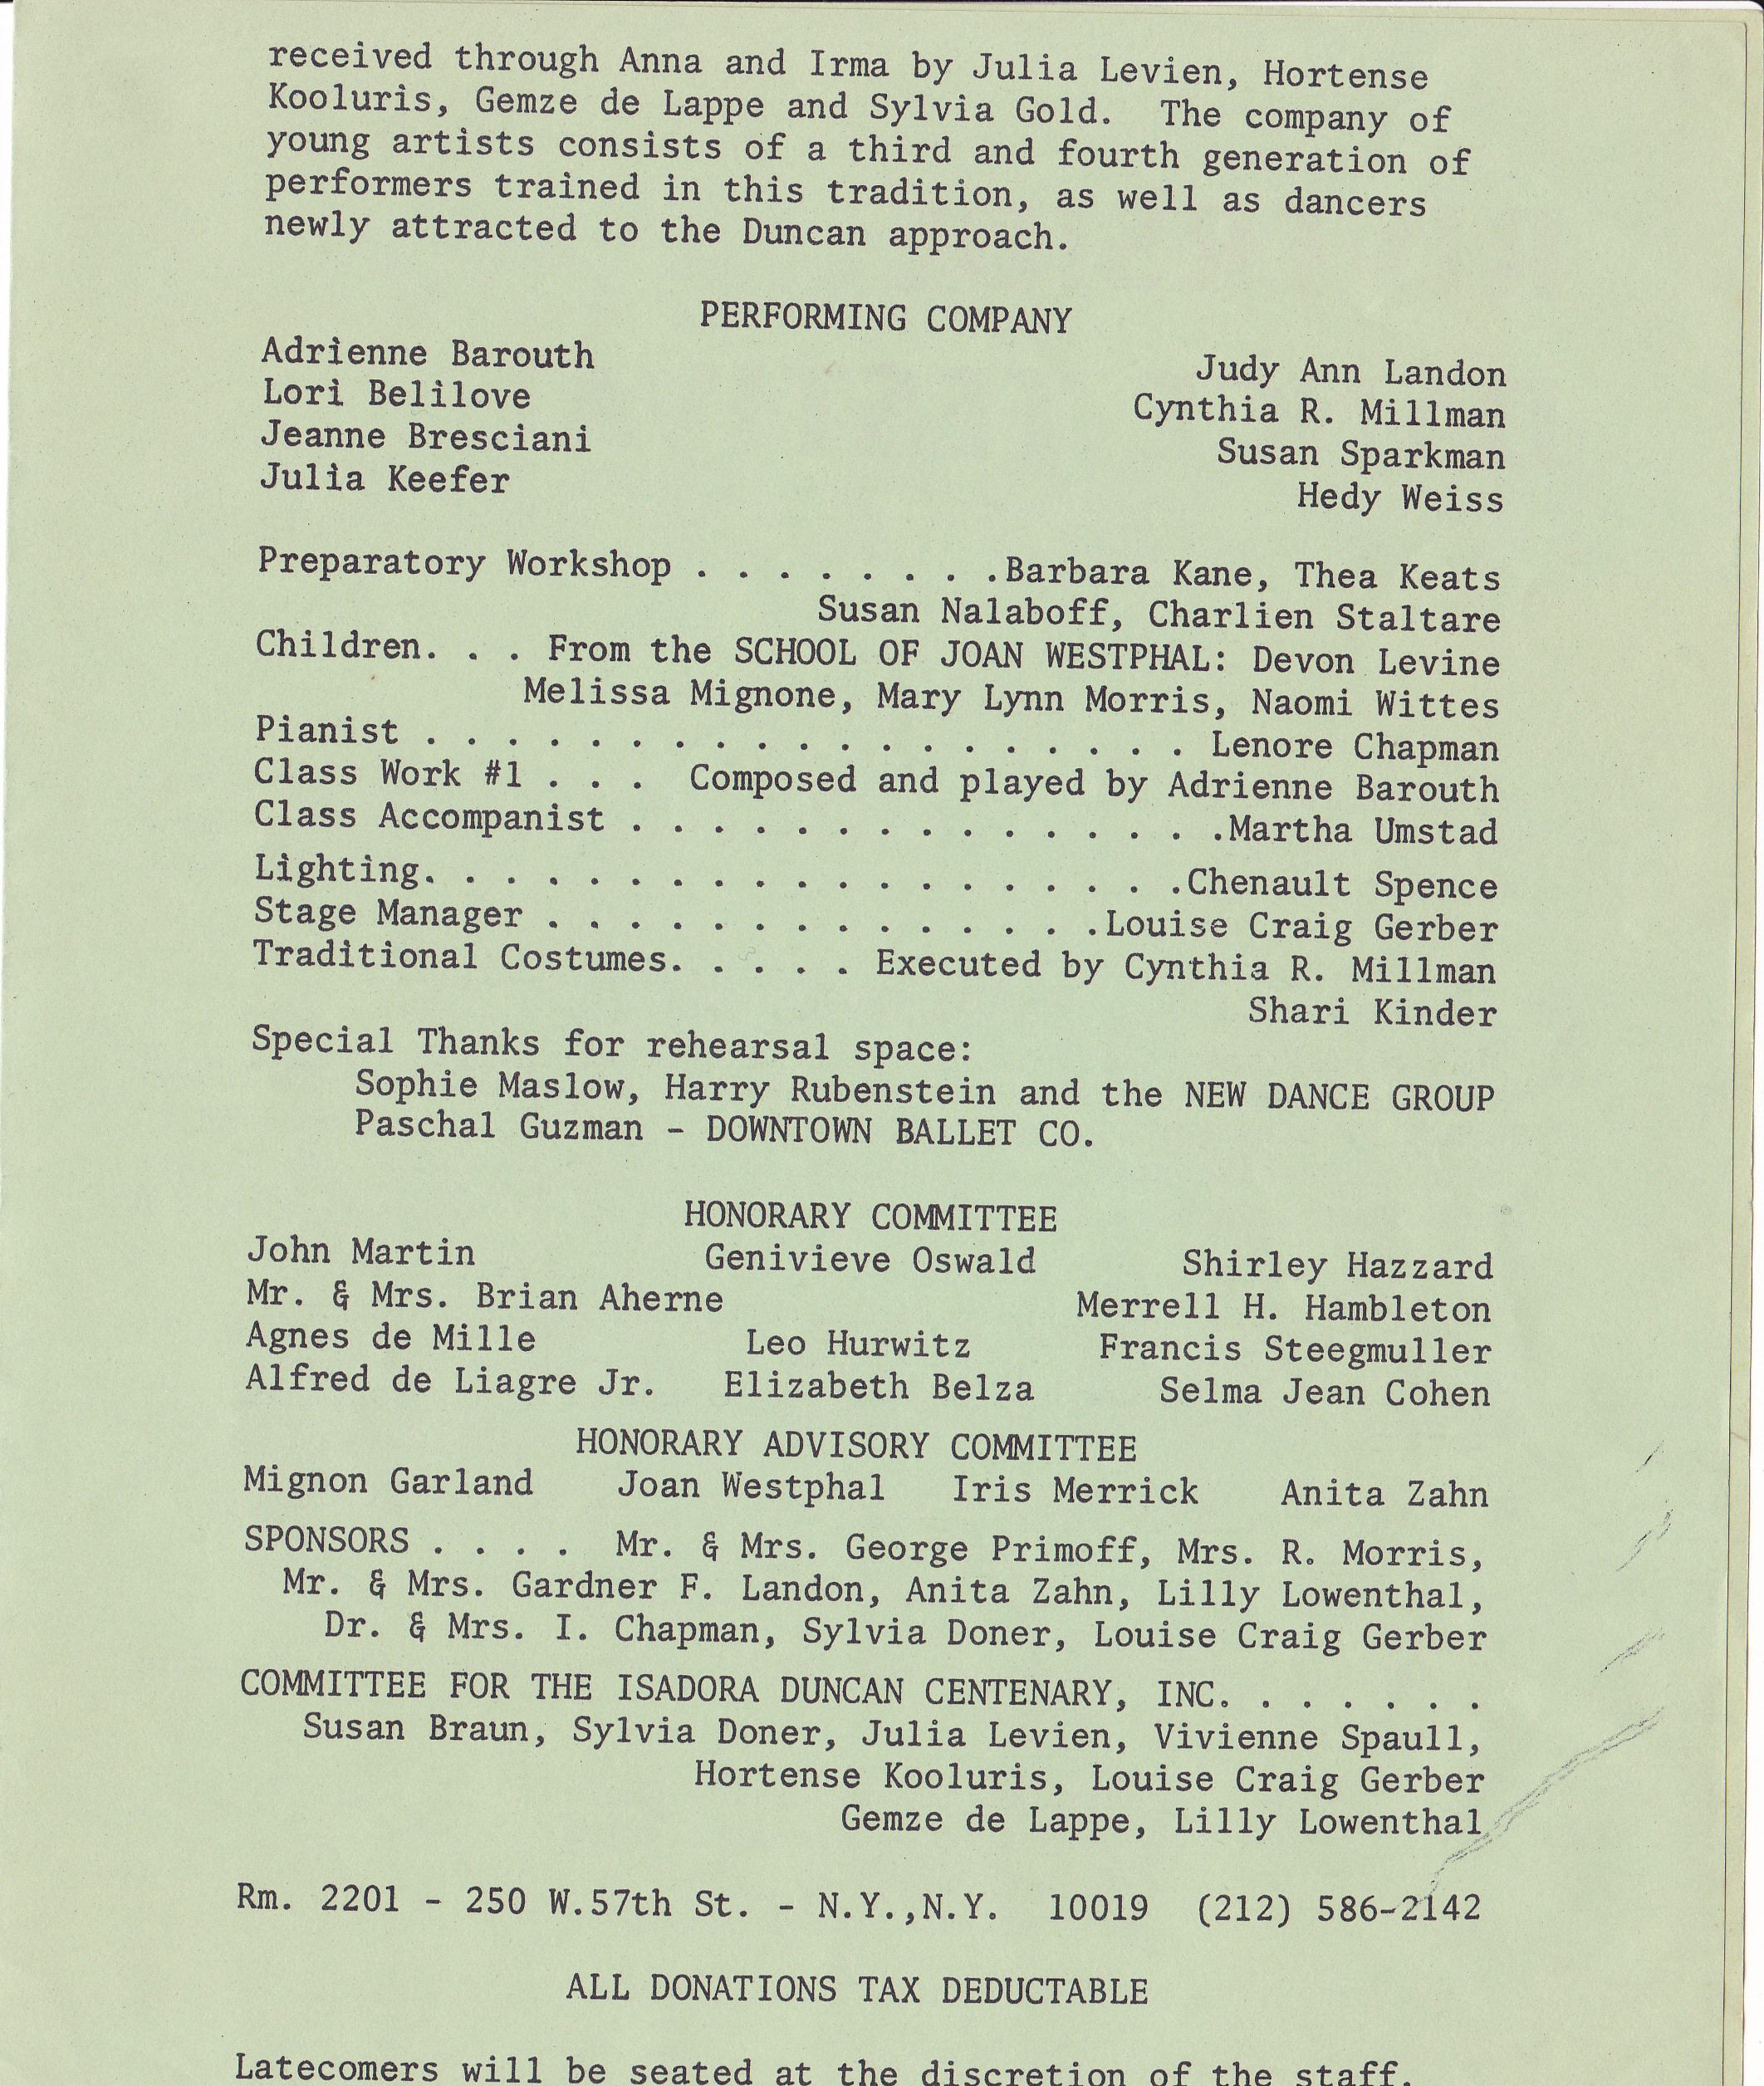 received through Anna and Irma by Julia Levien, Hortense
Kooluris, Gemze de Lappe and Sylvia Gold.  The company of
young artists consists of a third and fourth generation of
performers trained in this tradition, as well as dancers
newly attracted to the Duncan approach.
PERFORMING COMPANY
Adrienne Barouth Judy Ann Landon
Lori Belilove Cynthia R. Millman
Jeanne Bresciani Susan Sparkman
Julia Keefer Hedy Weiss
Preparatory Workshop . . . . . . . .Barbara Kane, Thea Keats
Susan Nalaboff, Charlien Staltare
Children. . . From the SCHOOL OF JOAN WESTPHAL: Devon Levine
Melissa Mignone, Mary Lynn Morris, Naomi Wittes
Pianist . . . . . . . . . . . . . . . . . . . Lenore Chapman
Class Work #1 . . .  Composed and played by Adrienne Barouth
Class Accompanist . . . . . . . . . . . . . . .Martha Umstad
Lighting. . . . . . . . . . . . . . . . . . .Chenault Spence
Stage Manager . . . . . . . . . . . . . .Louise Craig Gerber
Traditional Costumes. . . . . Executed by Cynthia R. Millman
Shari Kinder
Special Thanks for rehearsal space:
Sophie Maslow, Harry Rubenstein and the NEW DANCE GROUP
Paschal Guzman - DOWNTOWN BALLET CO.
HONORARY COMMITTEE
John Martin Genivieve Oswald Shirley Hazzard
Mr. & Mrs. Brian Aherne Merrell H. Hambleton
Agnes de Mille Leo Hurwitz Francis Steegmuller
Alfred de Liagre Jr. Elizabeth Belza Selma Jean Cohen
HONORARY ADVISORY COMMITTEE
Mignon Garland Joan Westphal Iris Merrick Anita Zahn
SPONSORS . . . .  Mr. & Mrs. George Primoff, Mrs. R. Morris,
Mr. & Mrs. Gardner F. Landon, Anita Zahn, Lilly Lowenthal,
Dr. & Mrs. I. Chapman, Sylvia Doner, Louise Craig Gerber
COMMITTEE FOR THE ISADORA DUNCAN CENTENARY, INC. . . . . . .
Susan Braun, Sylvia Doner, Julia Levien, Vivienne Spaull,
Hortense Kooluris, Louise Craig Gerber
Gemze de Lappe, Lilly Lowenthal
Rm. 2201 - 250 W.57th St. - N.Y.,N.Y.  10019  (212) 586-2142
ALL DONATIONS TAX DEDUCTABLE
Latecomers will be seated at the discretion of the staff.